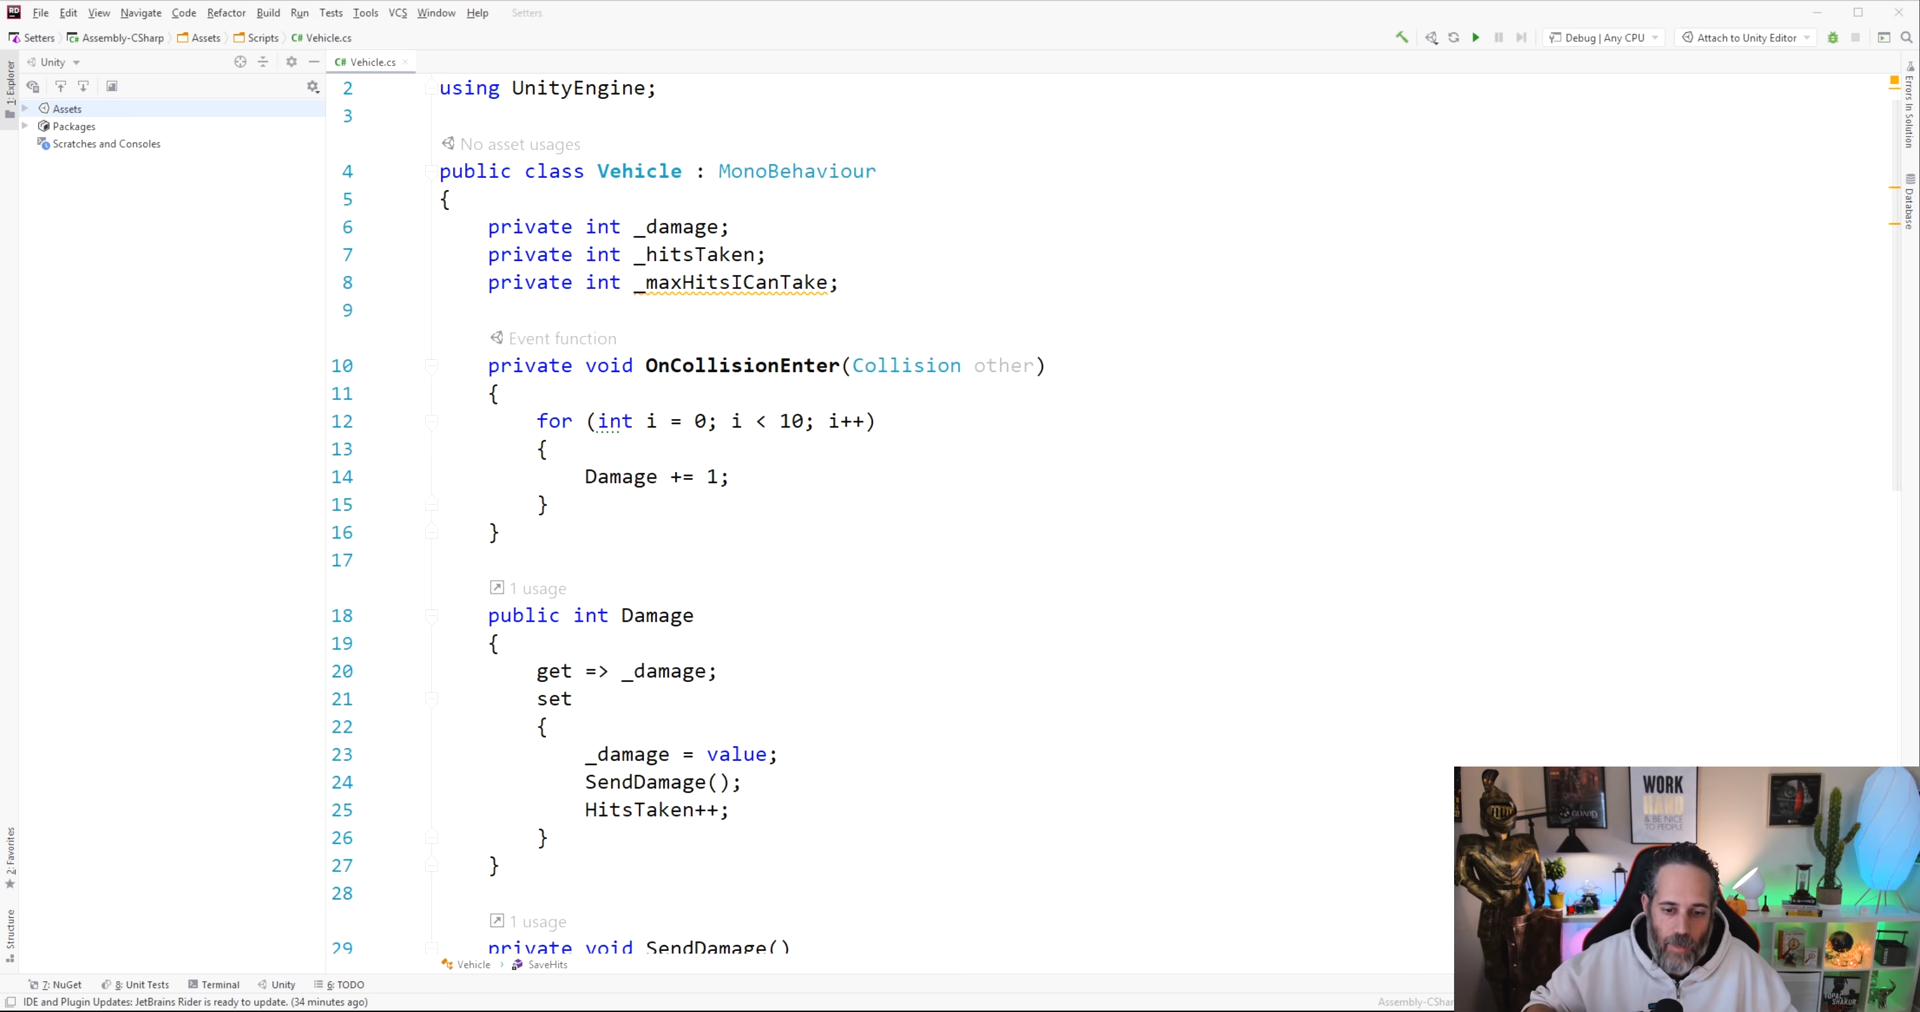 File Edit View Navigate Code Refactor Build Run Tests Tools VCS Window Help Setters
Setters Assembly-CSharp Assets Scripts C# Vehicle.cs
Debug | Any CPU Attach to Unity Editor
1: Explorer
Unity
C# Vehicle.cs
Assets
Packages
Scratches and Consoles
2 using UnityEngine;
3
No asset usages
4 public class Vehicle : MonoBehaviour
5 {
6 private int _damage;
7 private int _hitsTaken;
8 private int _maxHitsICanTake;
9
Event function
10 private void OnCollisionEnter(Collision other)
11 {
12 for (int i = 0; i < 10; i++)
13 {
14 Damage += 1;
15 }
16 }
17
1 usage
18 public int Damage
19 {
20 get => _damage;
21 set
22 {
23 _damage = value;
24 SendDamage();
25 HitsTaken++;
26 }
27 }
28
1 usage
29 private void SendDamage()
Vehicle › SaveHits
Errors In Solution
Database
2: Favorites
Structure
7: NuGet 8: Unit Tests Terminal Unity 6: TODO
IDE and Plugin Updates: JetBrains Rider is ready to update. (34 minutes ago)
Assembly-CShar
WORK
HARD
& BE NICE
TO PEOPLE